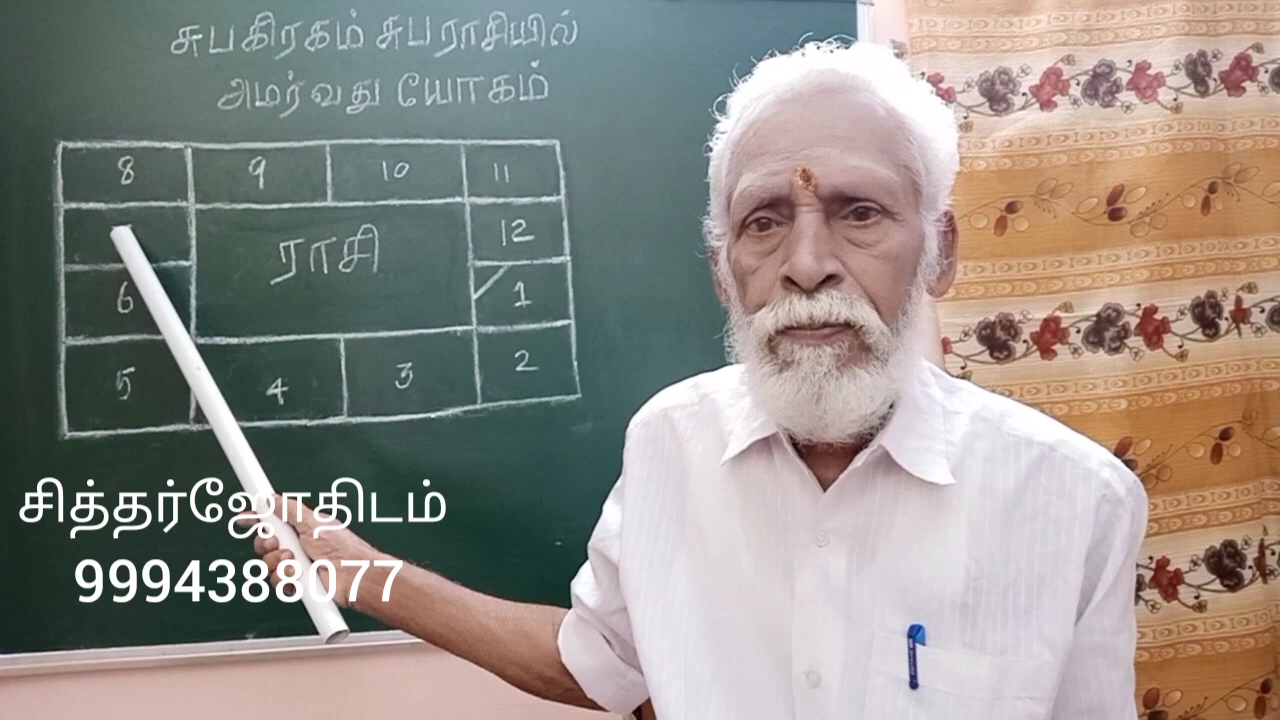 சுபகிரகம் சுபராசியில்
அமர்வது யோகம்
8 9 10 11
ராசி 12
6 1
5 4 3 2
சித்தர்ஜோதிடம்
9994388077